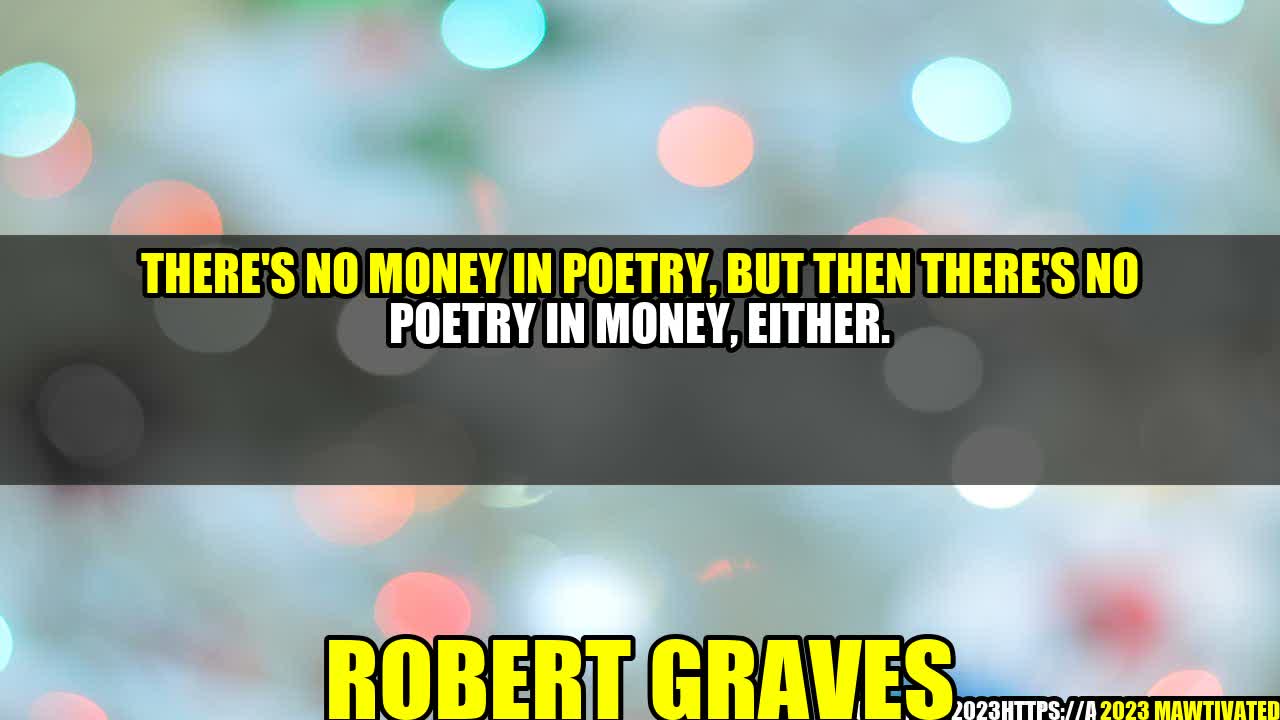 THERE'S NO MONEY IN POETRY, BUT THEN THERE'S NO
POETRY IN MONEY, EITHER.
ROBERT GRAVES
2023HTTPS://A 2023 MAWTIVATED